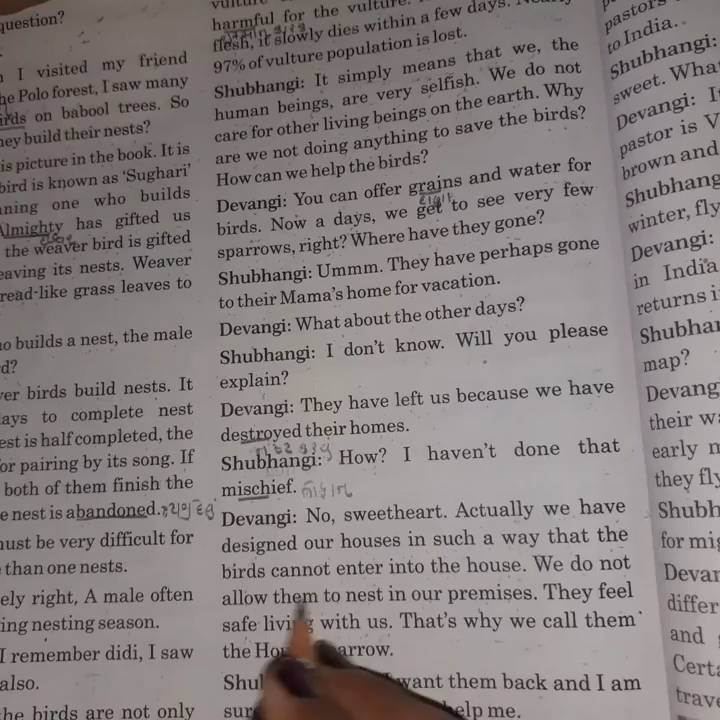 question?
I visited my friend
he Polo forest, I saw many
irds on babool trees. So
hey build their nests?
is picture in the book. It is
bird is known as 'Sughari'
ning one who builds
Almighty has gifted us
the weaver bird is gifted
eaving its nests. Weaver
read-like grass leaves to
o builds a nest, the male
d?
ver birds build nests. It
ays to complete nest
est is half completed, the
or pairing by its song. If
both of them finish the
e nest is abandoned.
must be very difficult for
than one nests.
ely right, A male often
ing nesting season.
I remember didi, I saw
also.
the birds are not only
harmful for the vulture.
flesh, it slowly dies within a few days.
97% of vulture population is lost.
Shubhangi: It simply means that we, the
human beings, are very selfish. We do not
care for other living beings on the earth. Why
are we not doing anything to save the birds?
How can we help the birds?
Devangi: You can offer grains and water for
birds. Now a days, we get to see very few
sparrows, right? Where have they gone?
Shubhangi: Ummm. They have perhaps gone
to their Mama's home for vacation.
Devangi: What about the other days?
Shubhangi: I don't know. Will you please
explain?
Devangi: They have left us because we have
destroyed their homes.
Shubhangi: How? I haven't done that
mischief.
Devangi: No, sweetheart. Actually we have
designed our houses in such a way that the
birds cannot enter into the house. We do not
allow them to nest in our premises. They feel
safe living with us. That's why we call them
the arrow.
want them back and I am
help me.
pastors
to India.
Shubhangi:
sweet. What
Devangi:
pastor is
brown and
Shubhang
winter, fly
Devangi:
in India
returns i
Shubhan
map?
Devang
their wa
early n
they fly
Shubh
for mig
Devan
differ
and
Certa
trave